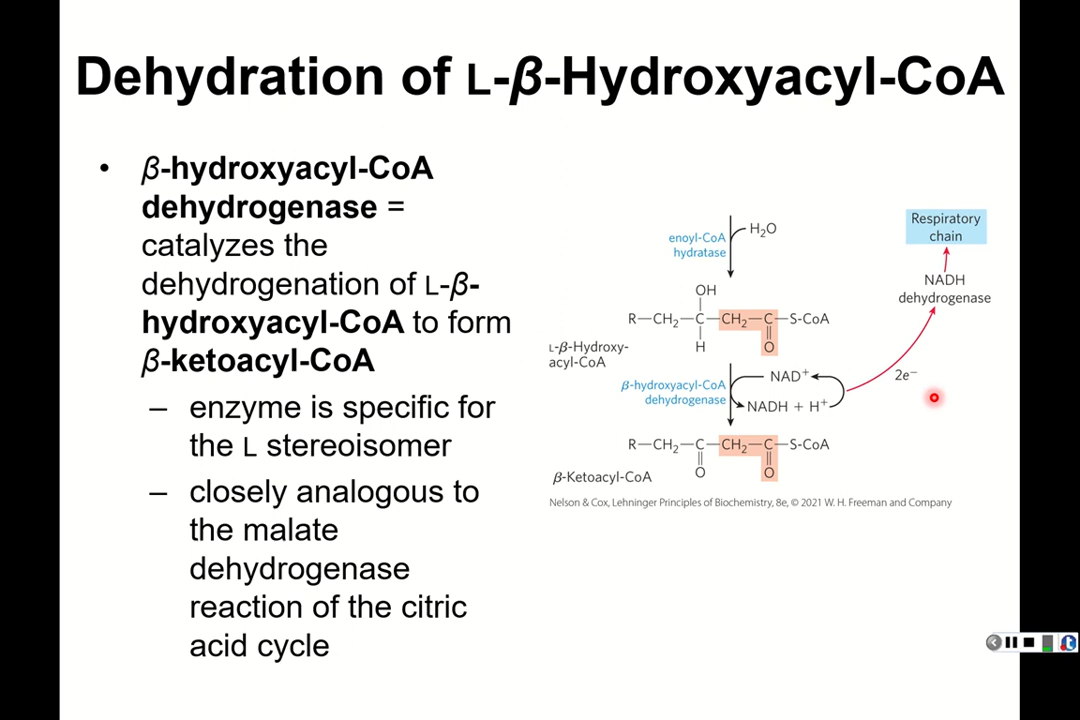 Dehydration of L-β-Hydroxyacyl-CoA
• β-hydroxyacyl-CoA
dehydrogenase =
catalyzes the
dehydrogenation of L-β-
hydroxyacyl-CoA to form
β-ketoacyl-CoA
– enzyme is specific for
the L stereoisomer
– closely analogous to
the malate
dehydrogenase
reaction of the citric
acid cycle
enoyl-CoA
hydratase
H₂O
Respiratory
chain
NADH
dehydrogenase
OH
R—CH₂—C—CH₂—C—S-CoA
H
O
L-β-Hydroxy-
acyl-CoA
β-hydroxyacyl-CoA
dehydrogenase
NAD⁺
NADH + H⁺
2e⁻
R—CH₂—C—CH₂—C—S-CoA
O
O
β-Ketoacyl-CoA
Nelson & Cox, Lehninger Principles of Biochemistry, 8e, © 2021 W. H. Freeman and Company